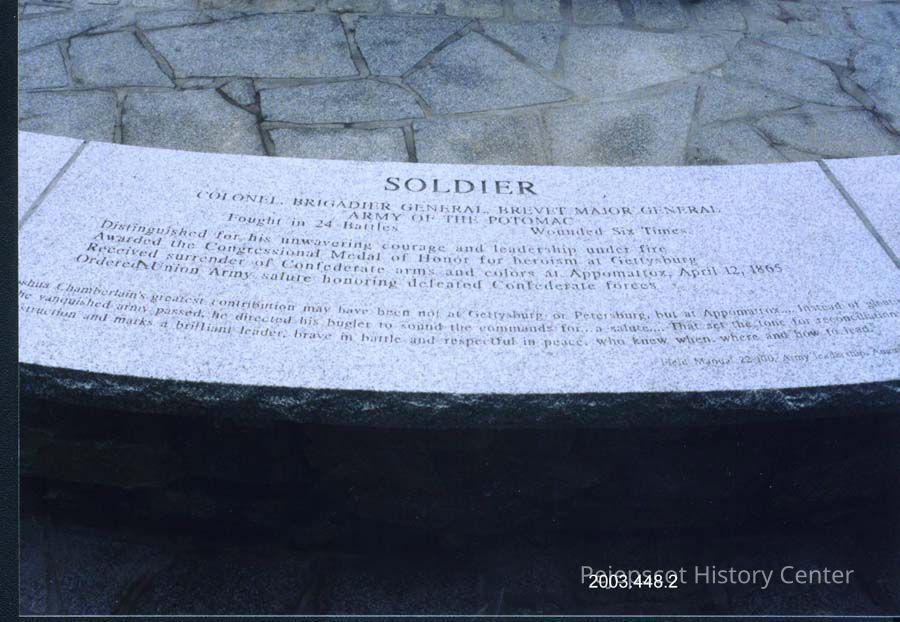 SOLDIER
COLONEL, BRIGADIER GENERAL, BREVET MAJOR GENERAL
ARMY OF THE POTOMAC
Fought in 24 Battles Wounded Six Times
Distinguished for his unwavering courage and leadership under fire
Awarded the Congressional Medal of Honor for heroism at Gettysburg
Received surrender of Confederate arms and colors at Appomattox, April 12, 1865
Ordered Union Army salute honoring defeated Confederate forces
Chamberlain's greatest contribution may have been not at Gettysburg or Petersburg, but at Appomattox.... Instead of
vanquished army passed, he directed his bugler to sound the commands for... a salute.... That set the tone for
and marks a brilliant leader, brave in battle and respectful in peace, who knew when, where, and how to lead."
Field Manual 22-100, Army leadership,
Pejepscot History Center
2003.448.2